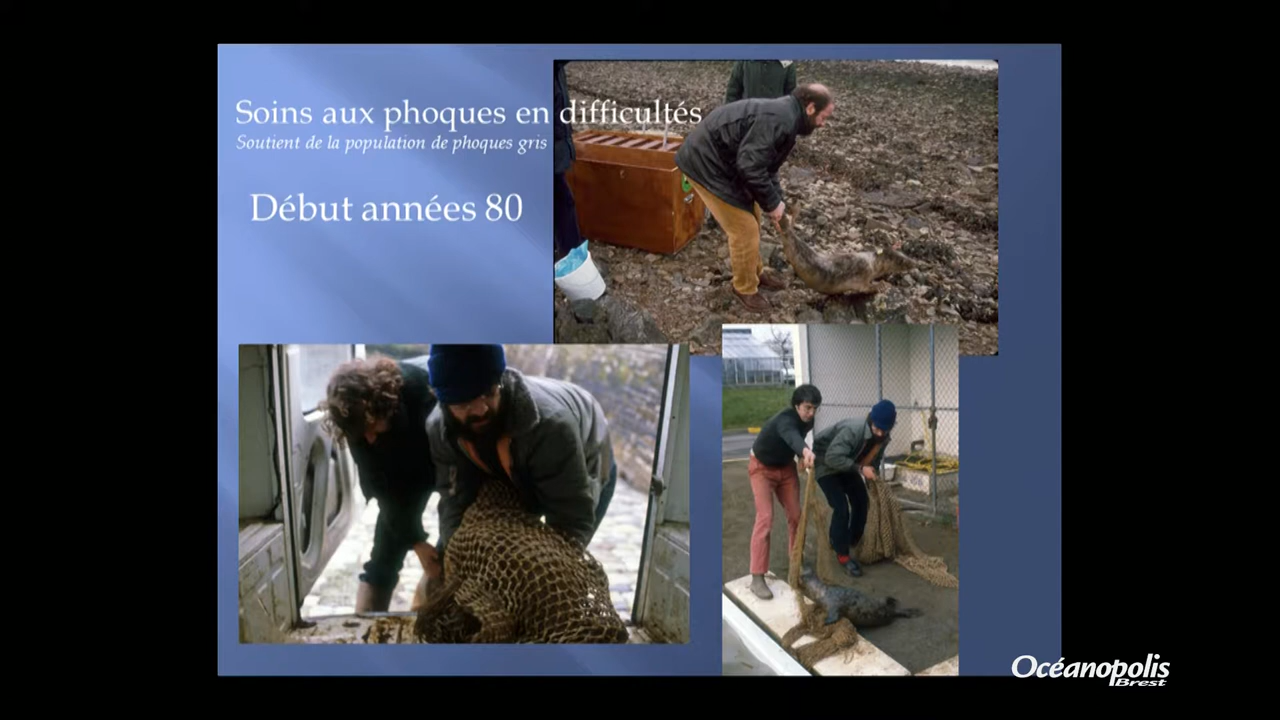 Soins aux phoques en difficultés
Soutient de la population de phoques gris
Début années 80
Océanopolis
Brest